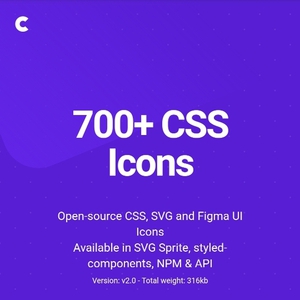 C
700+ CSS
Icons
Open-source CSS, SVG and Figma UI
Icons
Available in SVG Sprite, styled-
components, NPM & API
Version: v2.0 - Total weight: 316kb